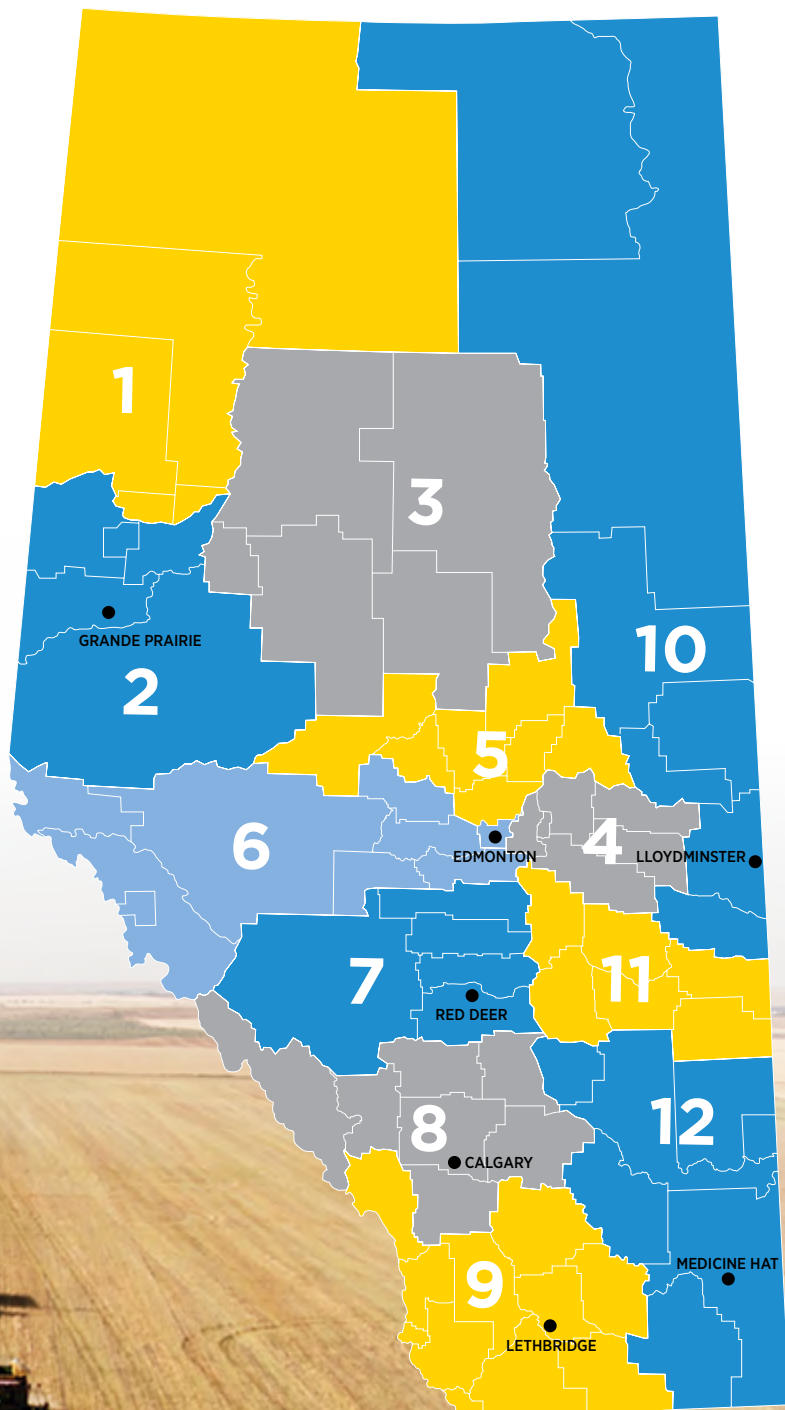 1
3
GRANDE PRAIRIE
10
2
5
6
4
EDMONTON
LLOYDMINSTER
7
11
RED DEER
12
8
CALGARY
MEDICINE HAT
9
LETHBRIDGE